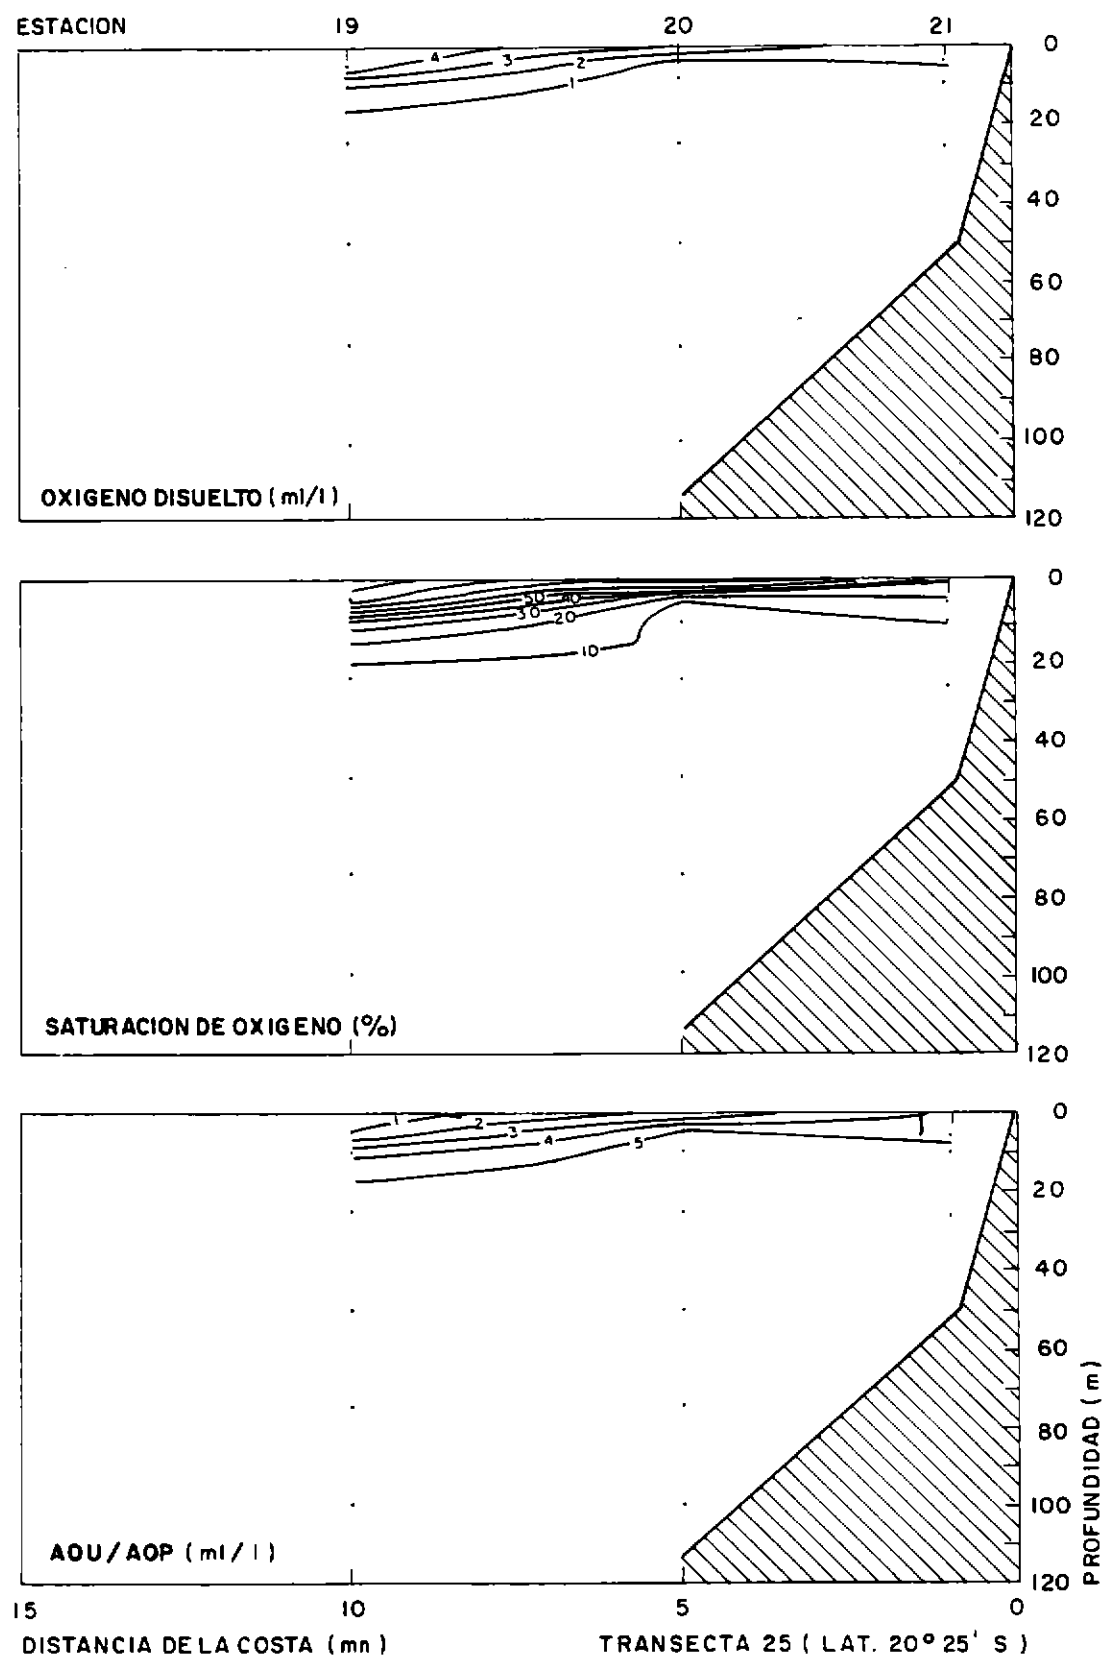 ESTACION 19 20 21
0
4 3 2
1
20
40
60
80
100
OXIGENO DISUELTO (ml/l)
120
0
50 40
30 20
10
20
40
60
80
100
SATURACION DE OXIGENO (%)
120
0
1 2
3 4 5
20
40
60
80
100
AOU/AOP (ml/l)
120
PROFUNDIDAD (m)
15 10 5 0
DISTANCIA DE LA COSTA (mn) TRANSECTA 25 ( LAT. 20° 25' S )